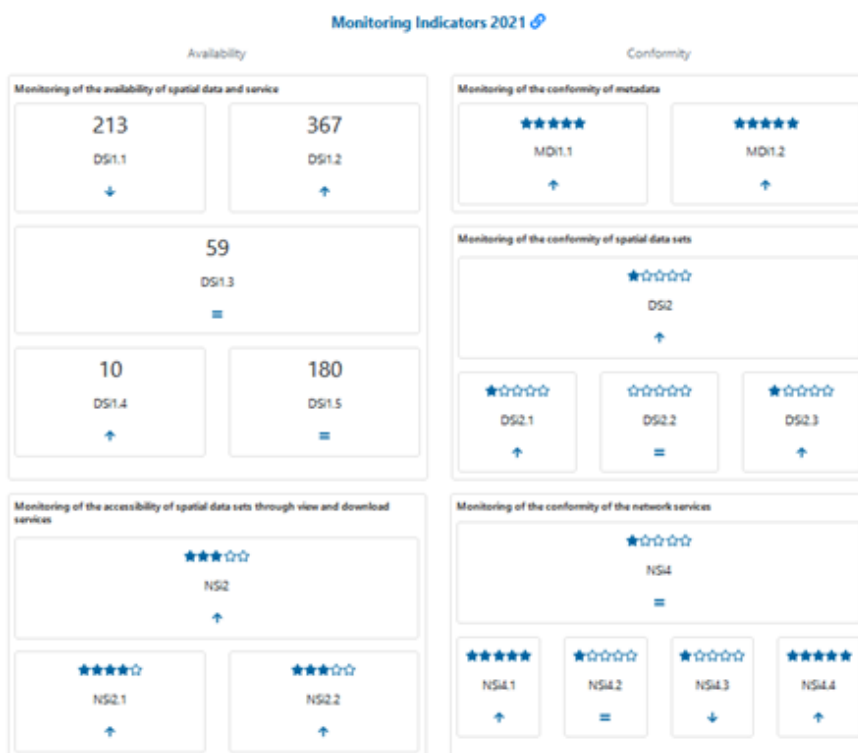 Monitoring Indicators 2021
Availability
Conformity
Monitoring of the availability of spatial data and service
213
DSi1.1
367
DSi1.2
59
DSi1.3
10
DSi1.4
180
DSi1.5
Monitoring of the conformity of metadata
MDi1.1
MDi1.2
Monitoring of the conformity of spatial data sets
DSi2
DSi2.1
DSi2.2
DSi2.3
Monitoring of the accessibility of spatial data sets through view and download
services
NSi2
NSi2.1
NSi2.2
Monitoring of the conformity of the network services
NSi4
NSi4.1
NSi4.2
NSi4.3
NSi4.4